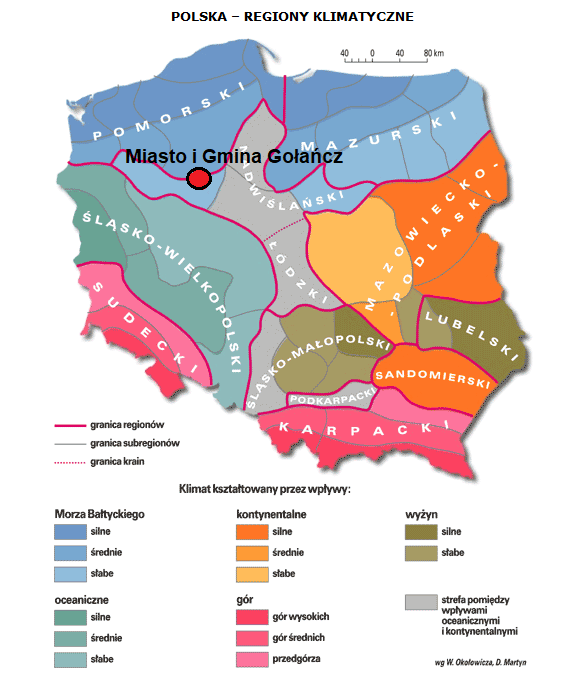 POLSKA – REGIONY KLIMATYCZNE
40 0 40 80 km
POMORSKI
MAZURSKI
Miasto i Gmina Gołańcz
NADWIŚLAŃSKI
MAZOWIECKO-
-PODLASKI
ŚLĄSKO-WIELKOPOLSKI
ŁÓDZKI
SUDECKI
LUBELSKI
ŚLĄSKO-MAŁOPOLSKI
SANDOMIERSKI
PODKARPACKI
KARPACKI
granica regionów
granica subregionów
granica krain
Klimat kształtowany przez wpływy:
Morza Bałtyckiego
silne
średnie
słabe
kontynentalne
silne
średnie
słabe
wyżyn
silne
słabe
oceaniczne
silne
średnie
słabe
gór
gór wysokich
gór średnich
przedgórza
strefa pomiędzy
wpływami
oceanicznymi
i kontynentalnymi
wg W. Okołowicza, D. Martyn